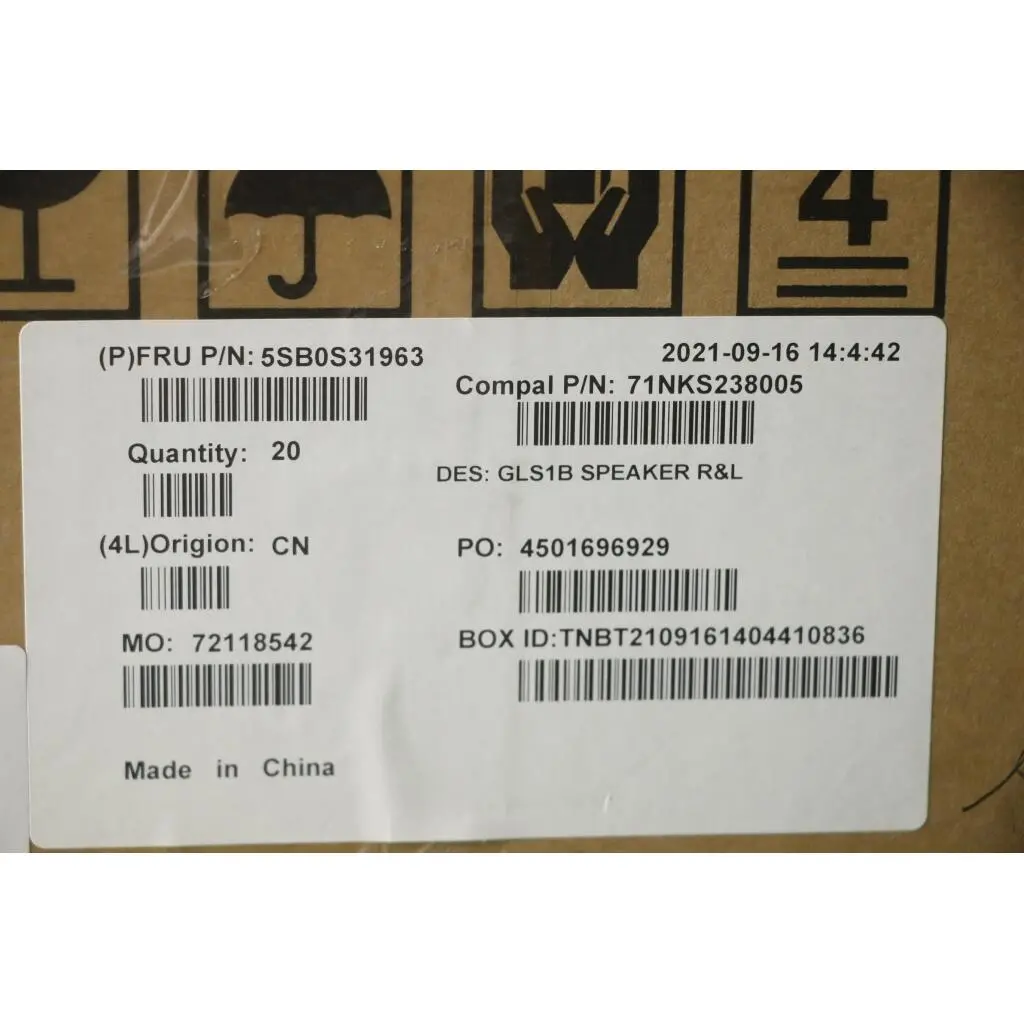 4
(P)FRU P/N: 5SB0S31963
2021-09-16 14:4:42
Compal P/N: 71NKS238005
Quantity: 20
DES: GLS1B SPEAKER R&L
(4L)Origion: CN
PO: 4501696929
MO: 72118542
BOX ID:TNBT2109161404410836
Made in China